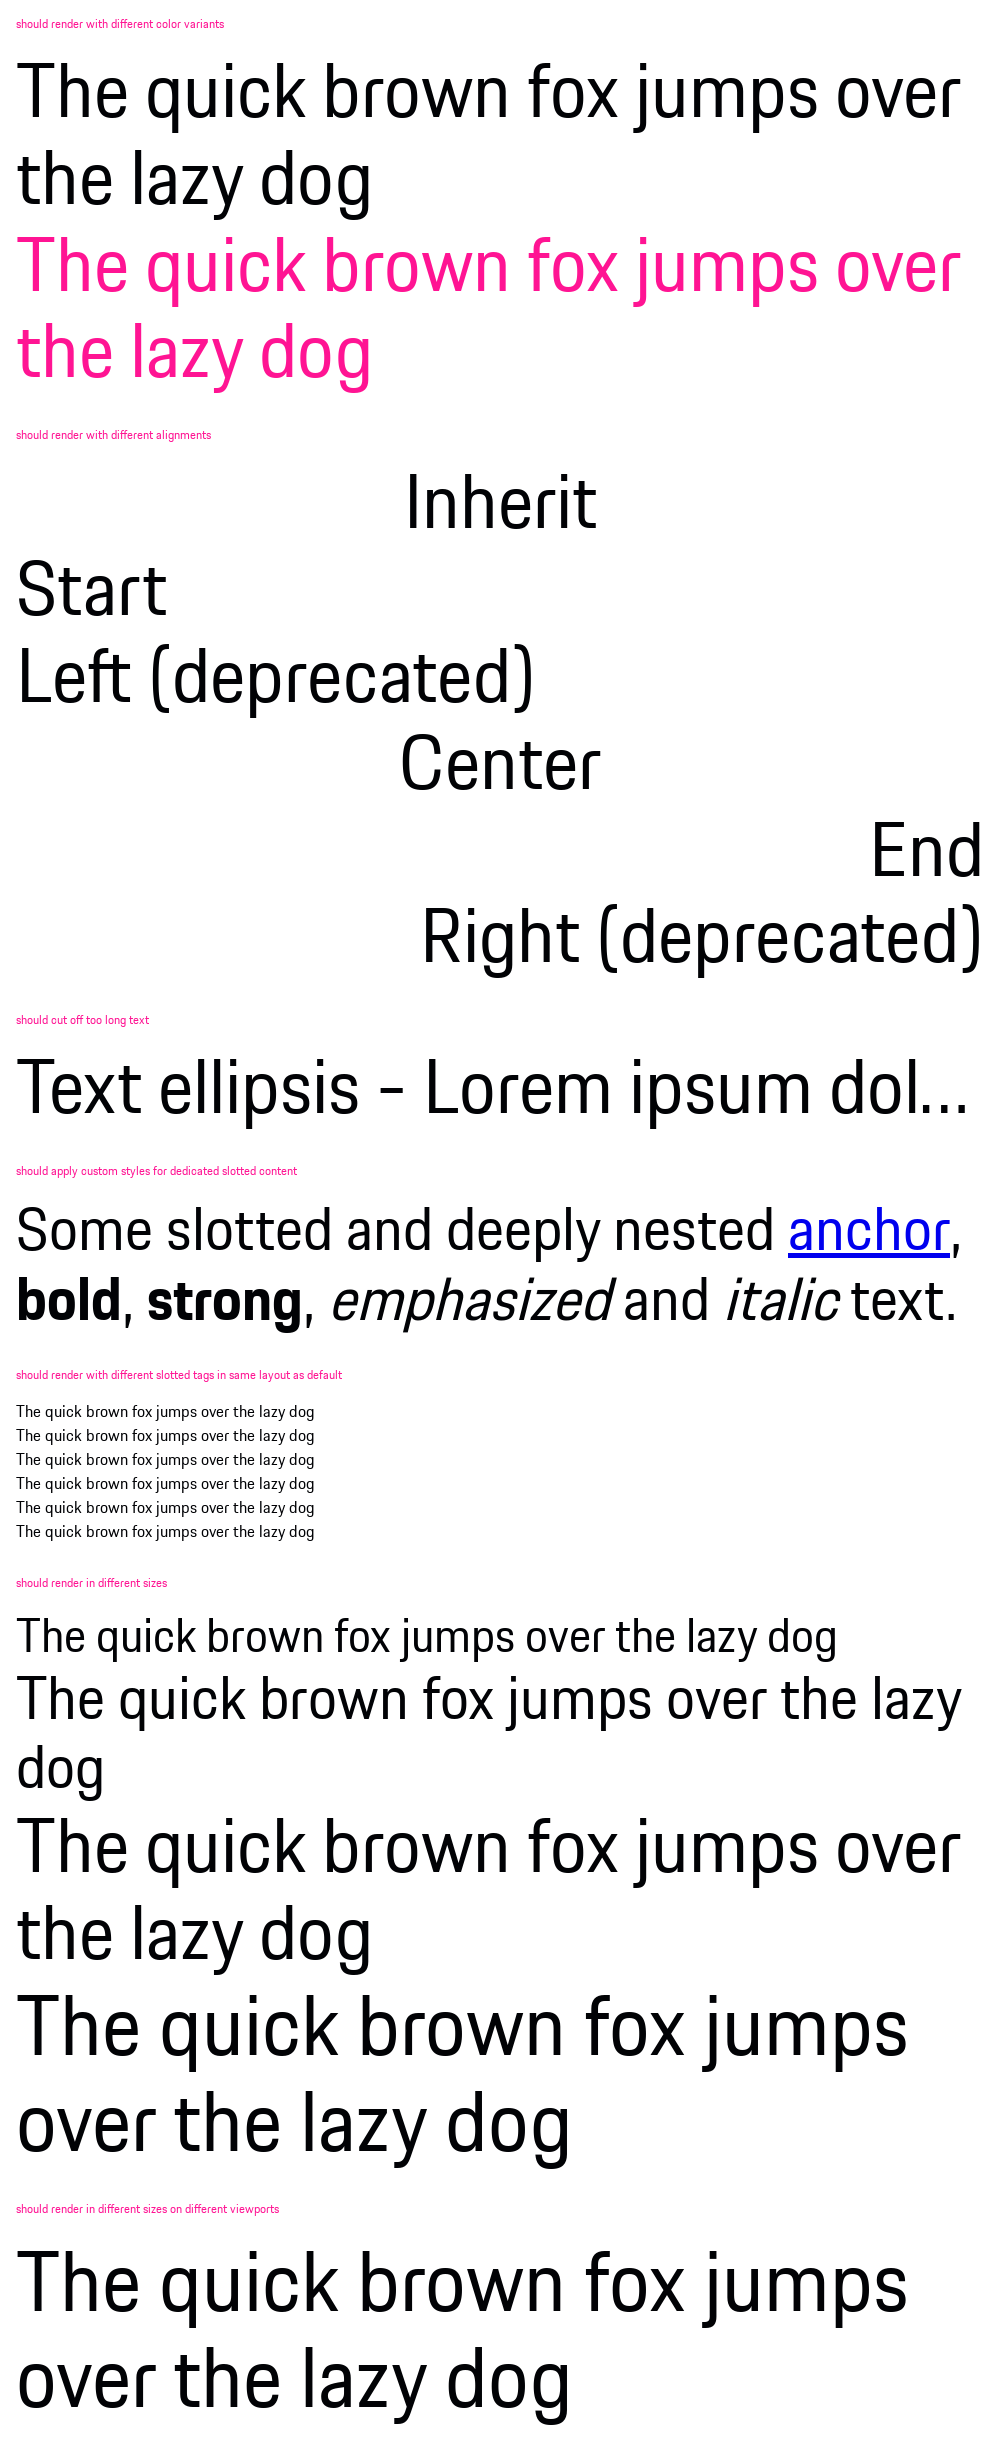 should render with different color variants
The quick brown fox jumps over
the lazy dog
The quick brown fox jumps over
the lazy dog
should render with different alignments
Inherit
Start
Left (deprecated)
Center
End
Right (deprecated)
should cut off too long text
Text ellipsis - Lorem ipsum dol…
should apply custom styles for dedicated slotted content
Some slotted and deeply nested anchor,
bold, strong, emphasized and italic text.
should render with different slotted tags in same layout as default
The quick brown fox jumps over the lazy dog
The quick brown fox jumps over the lazy dog
The quick brown fox jumps over the lazy dog
The quick brown fox jumps over the lazy dog
The quick brown fox jumps over the lazy dog
The quick brown fox jumps over the lazy dog
should render in different sizes
The quick brown fox jumps over the lazy dog
The quick brown fox jumps over the lazy
dog
The quick brown fox jumps over
the lazy dog
The quick brown fox jumps
over the lazy dog
should render in different sizes on different viewports
The quick brown fox jumps
over the lazy dog